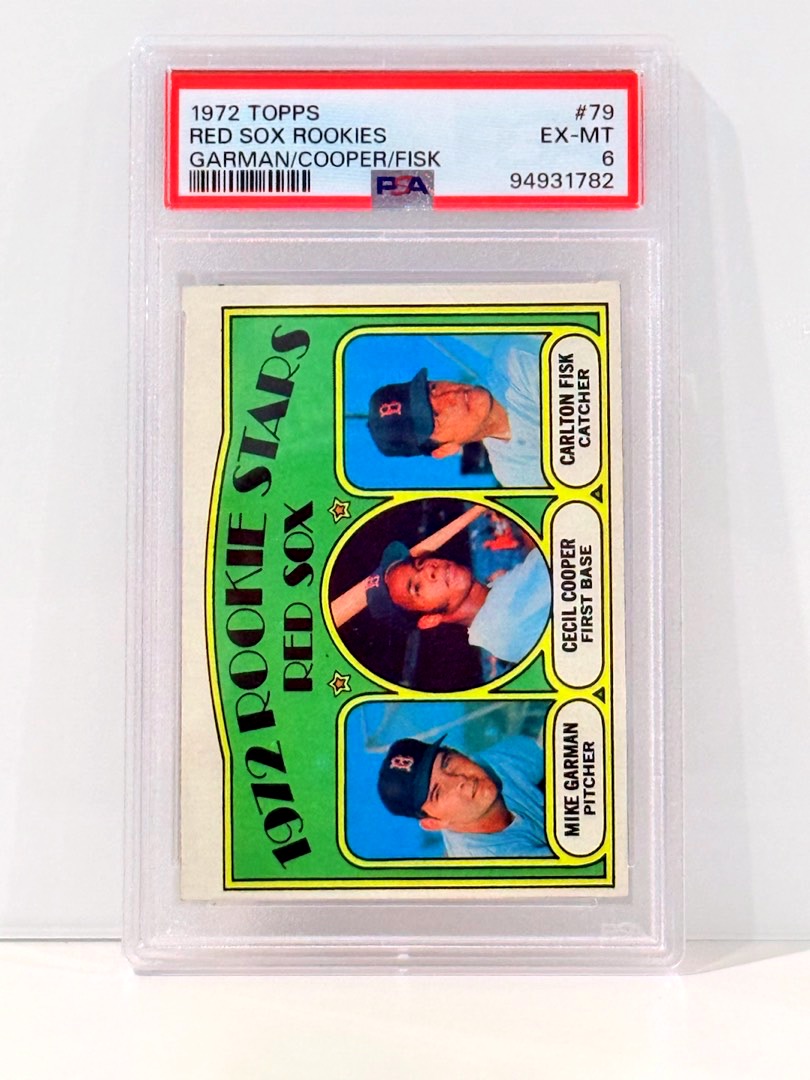 1972 TOPPS
#79
RED SOX ROOKIES
EX-MT
GARMAN/COOPER/FISK
6
PSA
94931782
1972 ROOKIE STARS
RED SOX
MIKE GARMAN
PITCHER
CECIL COOPER
FIRST BASE
CARLTON FISK
CATCHER
B
B
PSA